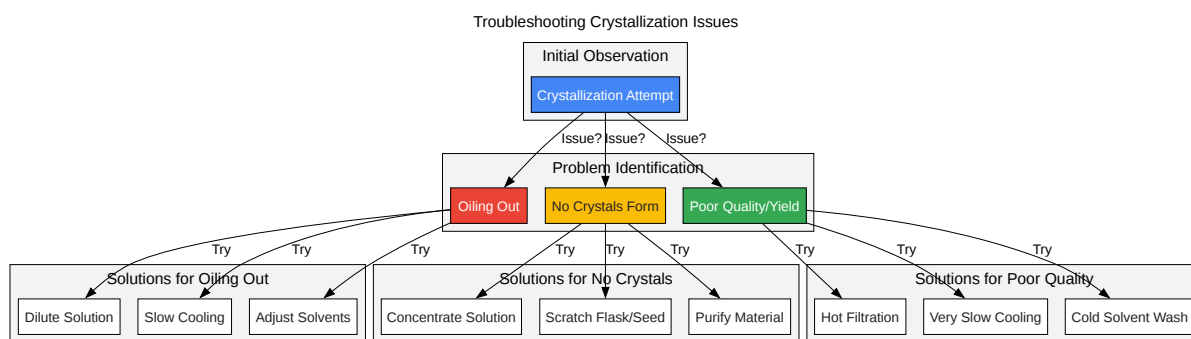 Troubleshooting Crystallization Issues
Initial Observation
Crystallization Attempt
Issue? Issue? Issue?
Problem Identification
Oiling Out No Crystals Form Poor Quality/Yield
Try Try Try Try Try Try Try Try Try
Solutions for Oiling Out Solutions for No Crystals Solutions for Poor Quality
Dilute Solution Slow Cooling Adjust Solvents Concentrate Solution Scratch Flask/Seed Purify Material Hot Filtration Very Slow Cooling Cold Solvent Wash